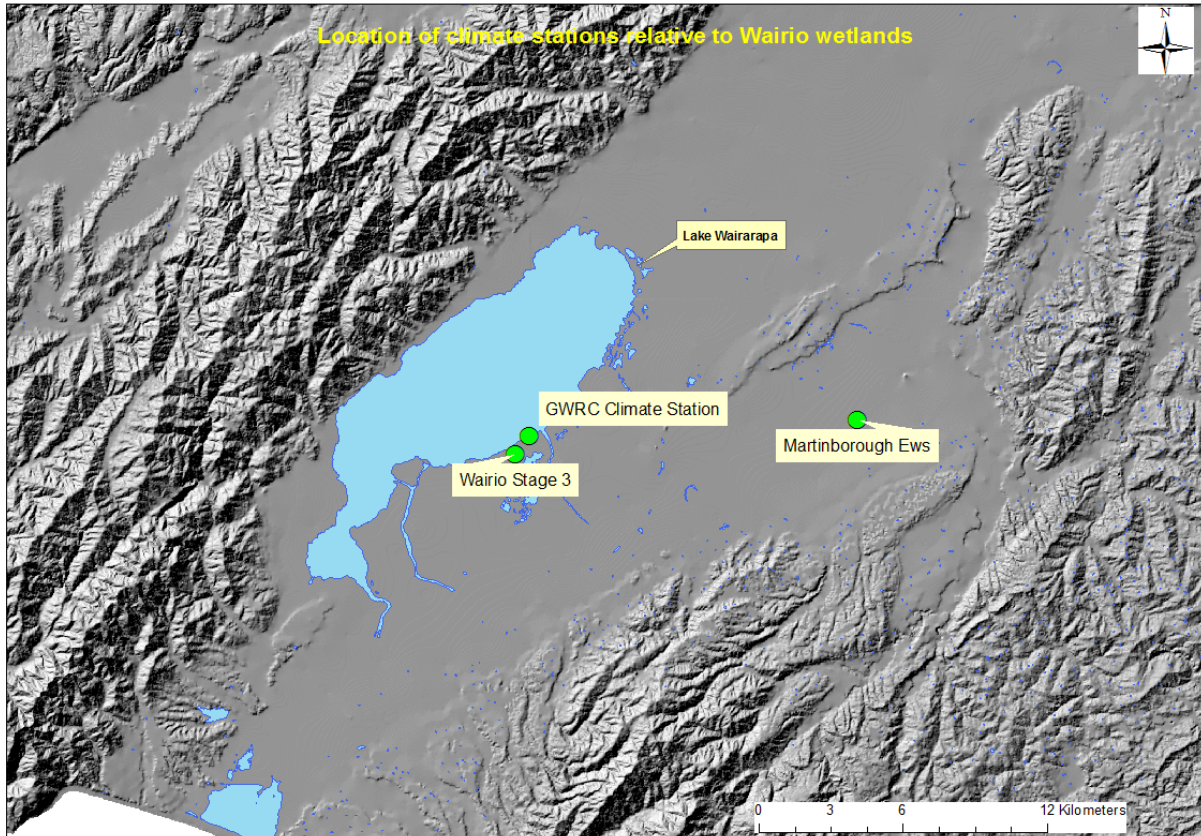 Location of climate stations relative to Wairio wetlands
N
Lake Wairarapa
GWRC Climate Station
Martinborough Ews
Wairio Stage 3
0 3 6 12 Kilometers